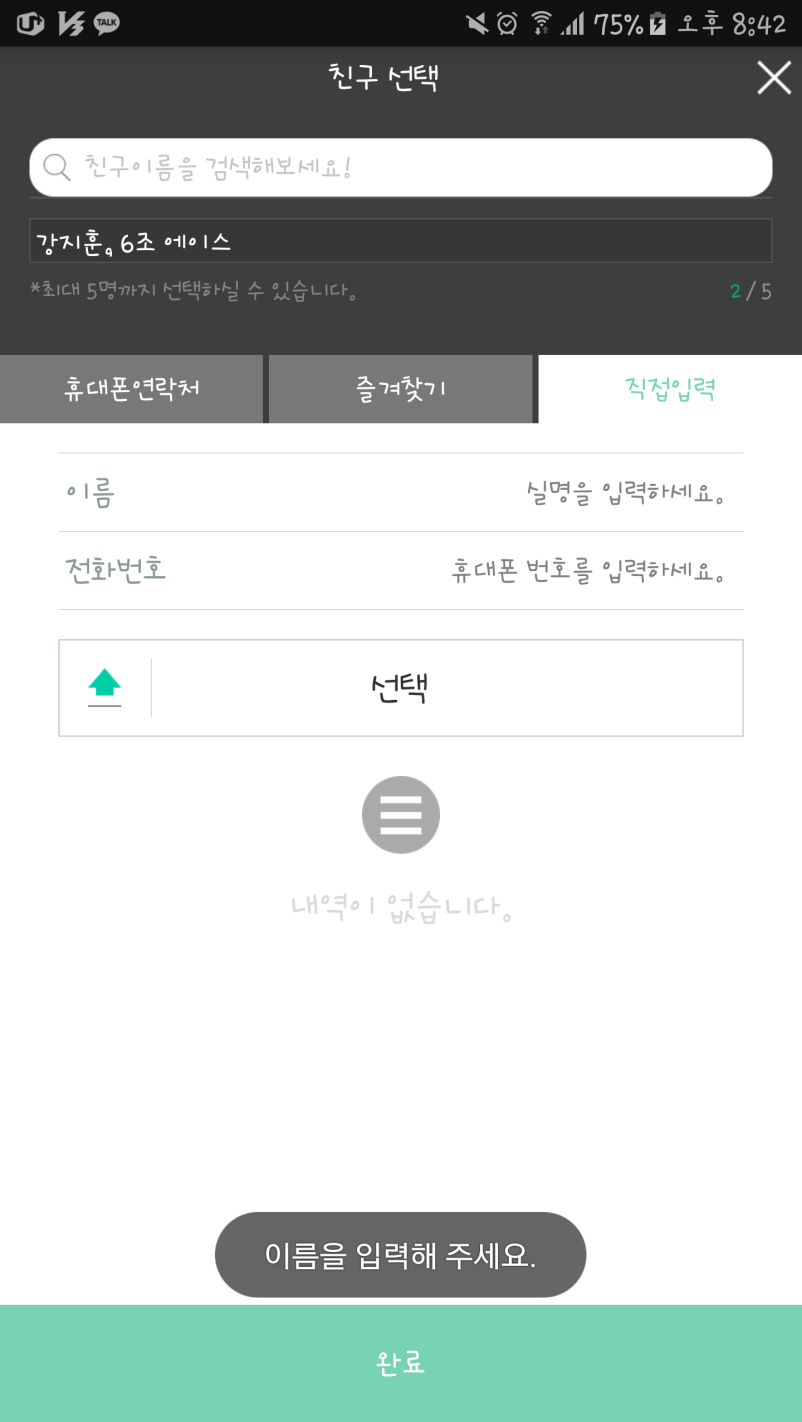 TALK 75% 오후 8:42
친구 선택
친구이름을 검색해보세요!
강지훈, 6조 에이스
*최대 5명까지 선택하실 수 있습니다.
2 / 5
휴대폰연락처 즐겨찾기 직접입력
이름 실명을 입력하세요.
전화번호 휴대폰 번호를 입력하세요.
선택
내역이 없습니다.
이름을 입력해 주세요.
완료